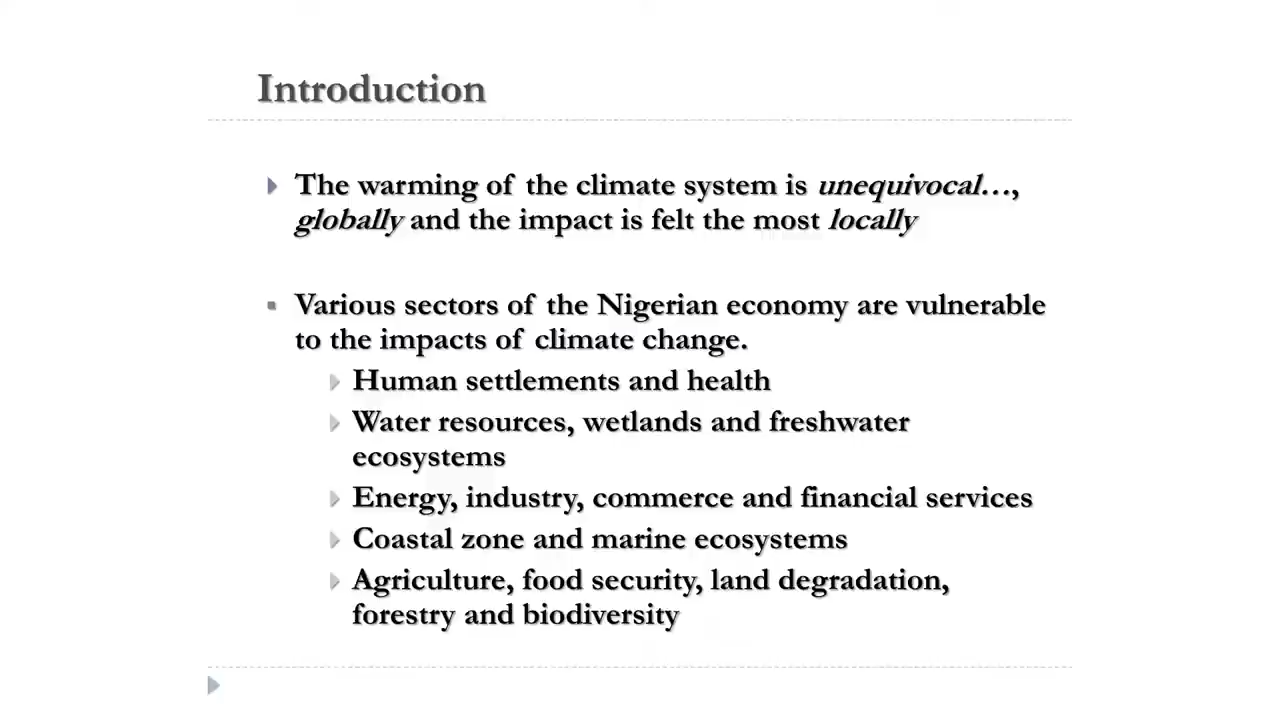 Introduction
The warming of the climate system is unequivocal…,
globally and the impact is felt the most locally
Various sectors of the Nigerian economy are vulnerable
to the impacts of climate change.
Human settlements and health
Water resources, wetlands and freshwater
ecosystems
Energy, industry, commerce and financial services
Coastal zone and marine ecosystems
Agriculture, food security, land degradation,
forestry and biodiversity